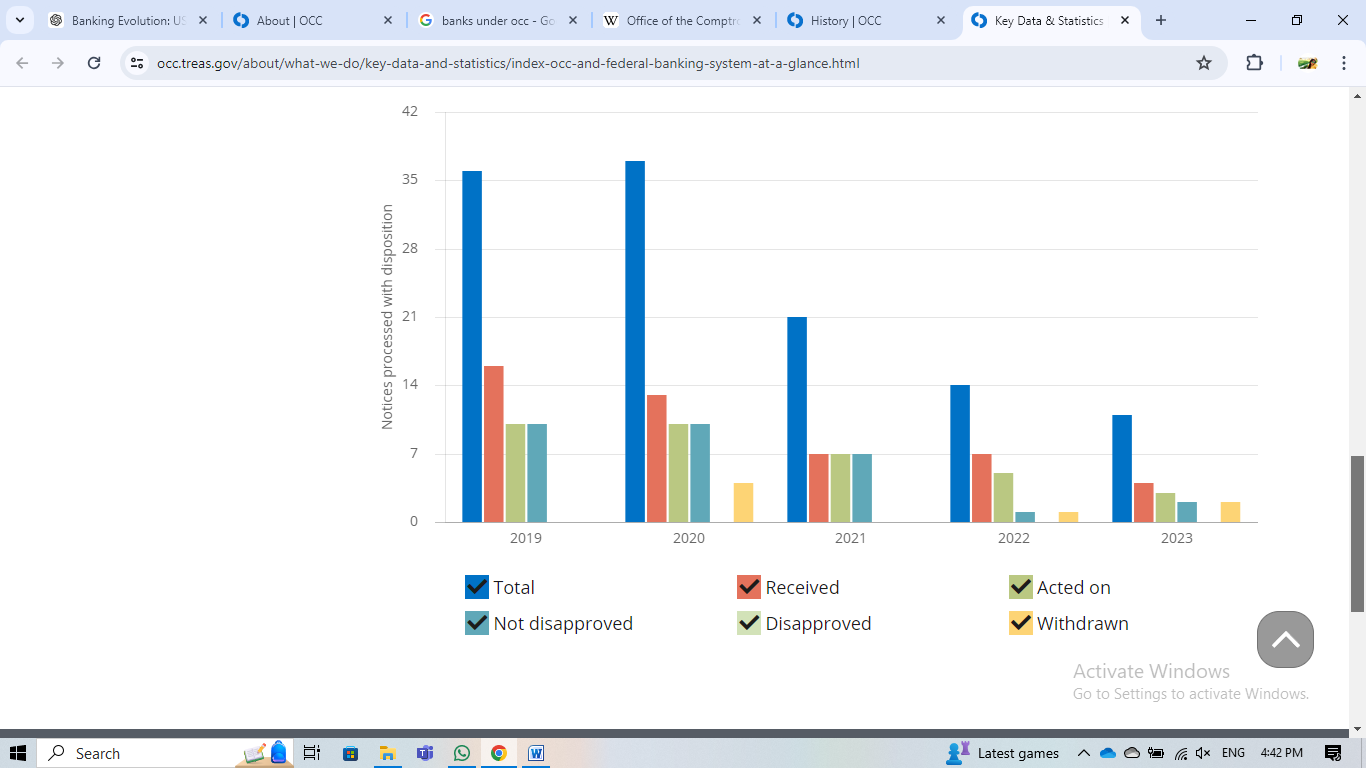 Banking Evolution: US
About | OCC
banks under occ - Go
Office of the Comptro
History | OCC
Key Data & Statistics
occ.treas.gov/about/what-we-do/key-data-and-statistics/index-occ-and-federal-banking-system-at-a-glance.html
Notices processed with disposition
42
35
28
21
14
7
0
2019 2020 2021 2022 2023
Total Received Acted on
Not disapproved Disapproved Withdrawn
Activate Windows
Go to Settings to activate Windows.
Search
Latest games
ENG
4:42 PM